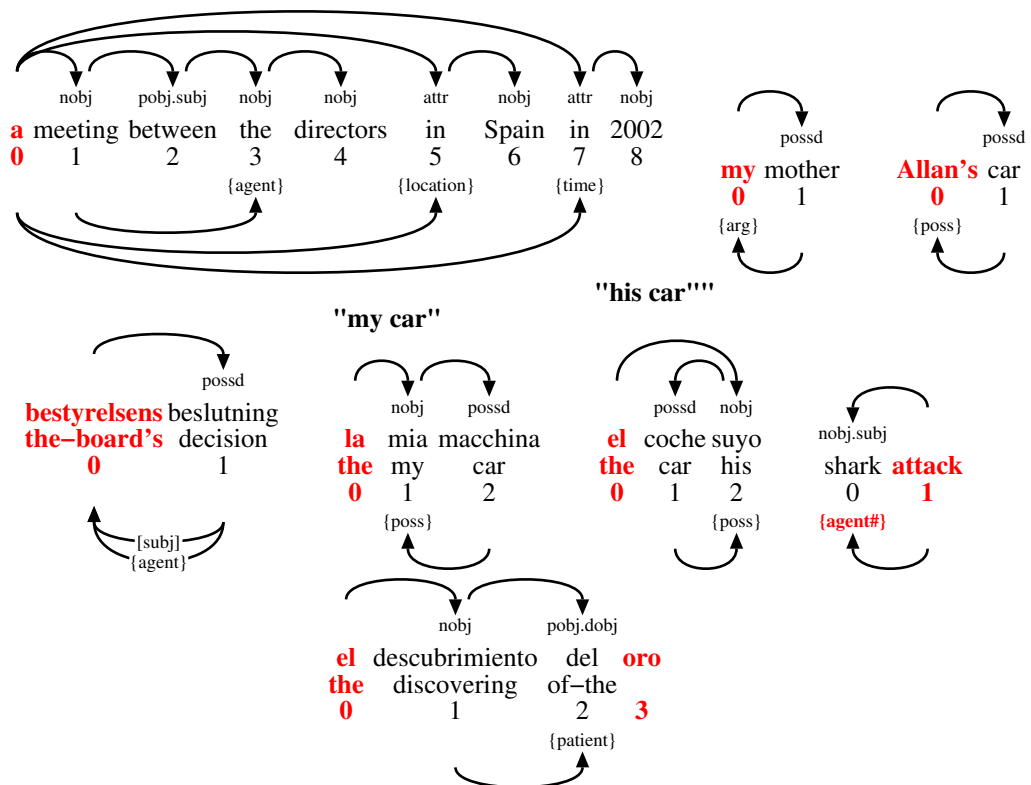 nobj pobj.subj nobj nobj attr nobj attr nobj
a meeting between the directors in Spain in 2002
0 1 2 3 4 5 6 7 8
{agent} {location} {time}
possd
my mother
0 1
{arg}
possd
Allan's car
0 1
{poss}
possd
bestyrelsens beslutning
the–board's decision
0 1
[subj]
{agent}
"my car"
nobj possd
la mia macchina
the my car
0 1 2
{poss}
"his car""
possd nobj
el coche suyo
the car his
0 1 2
{poss}
nobj.subj
shark attack
0 1
{agent#}
nobj pobj.dobj
el descubrimiento del oro
the discovering of–the
0 1 2 3
{patient}